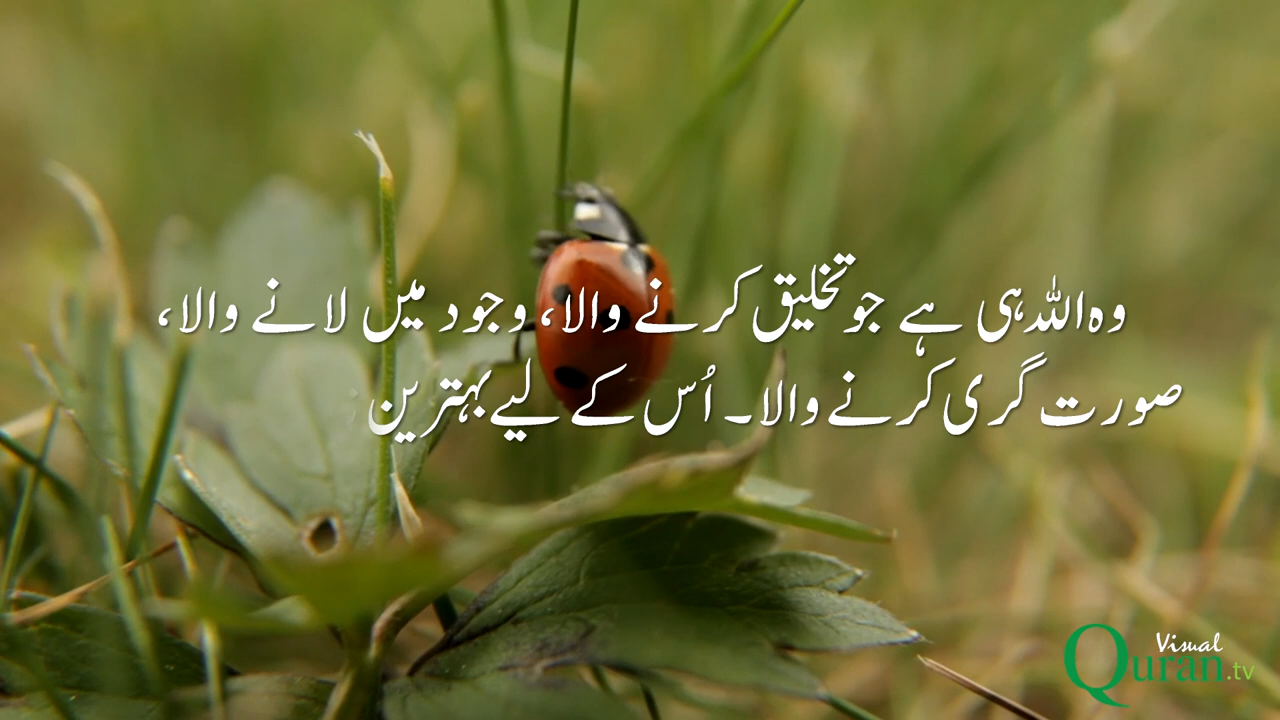 وہ اللہ ہی ہے جو تخلیق کرنے والا، وجود میں لانے والا،
صورت گری کرنے والا۔ اُس کے لیے بہترین
Visual
Quran.tv